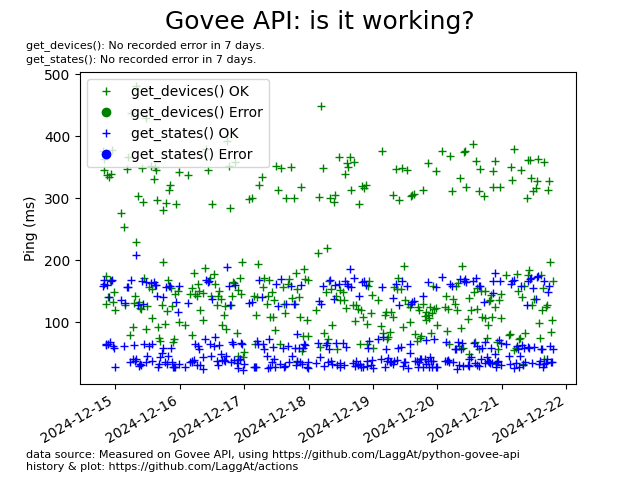 Govee API: is it working?
get_devices(): No recorded error in 7 days.
get_states(): No recorded error in 7 days.
500
400
300
200
100
Ping (ms)
get_devices() OK
get_devices() Error
get_states() OK
get_states() Error
2024-12-15
2024-12-16
2024-12-17
2024-12-18
2024-12-19
2024-12-20
2024-12-21
2024-12-22
data source: Measured on Govee API, using https://github.com/LaggAt/python-govee-api
history & plot: https://github.com/LaggAt/actions